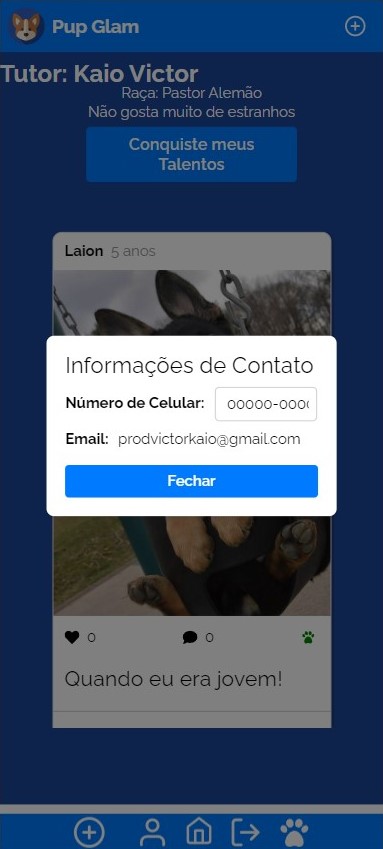 Pup Glam
Tutor: Kaio Victor
Raça: Pastor Alemão
Não gosta muito de estranhos
Conquiste meus
Talentos
Laion 5 anos
Informações de Contato
Número de Celular: 00000-000
Email: prodvictorkaio@gmail.com
Fechar
0 0
Quando eu era jovem!